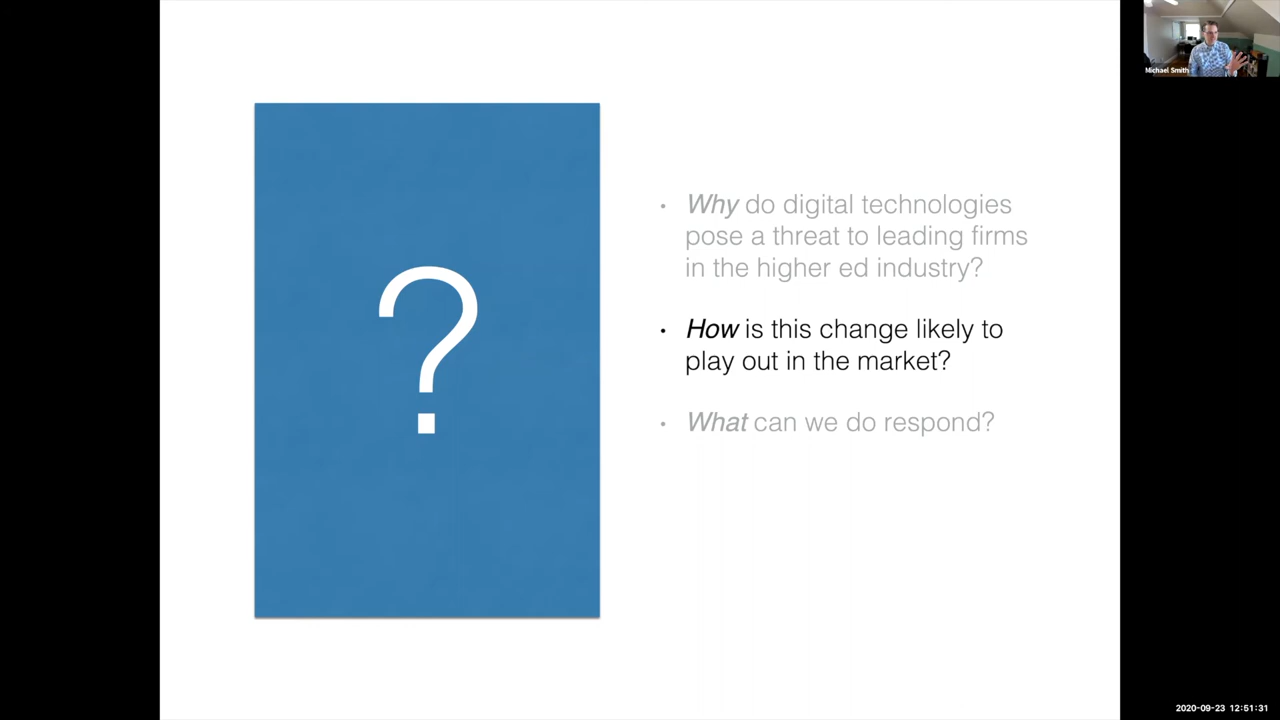 Michael Smith
?
• Why do digital technologies
pose a threat to leading firms
in the higher ed industry?
• How is this change likely to
play out in the market?
• What can we do respond?
2020-09-23 12:51:31